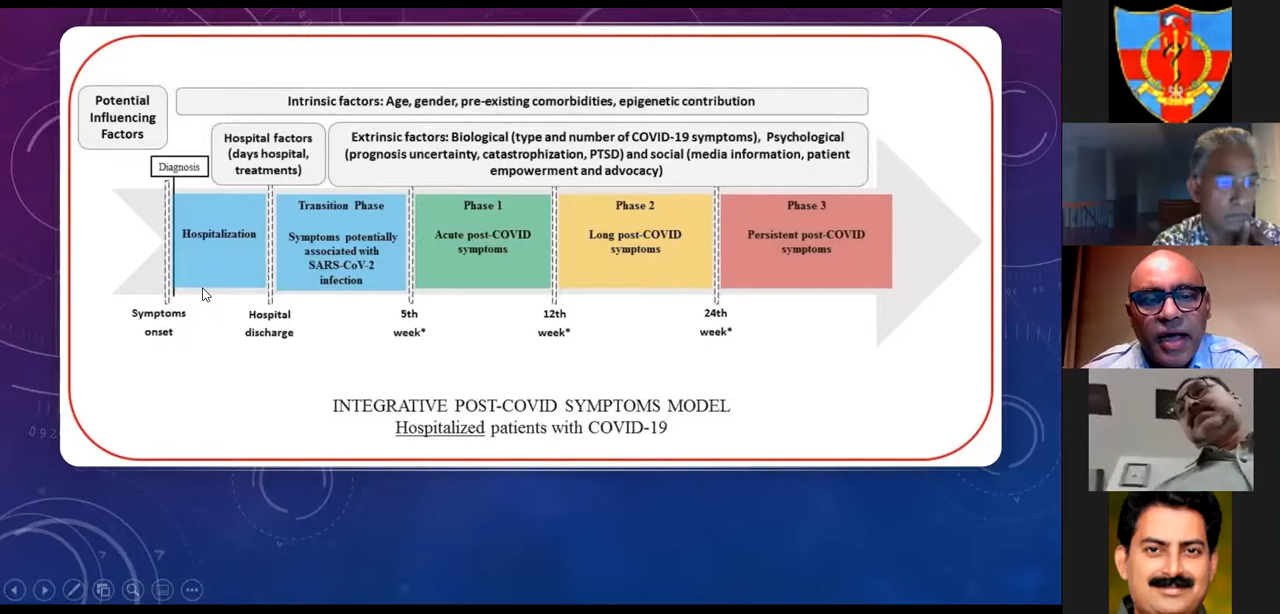 Potential
Influencing
Factors
Intrinsic factors: Age, gender, pre-existing comorbidities, epigenetic contribution
Hospital factors
(days hospital,
treatments)
Extrinsic factors: Biological (type and number of COVID-19 symptoms), Psychological
(prognosis uncertainty, catastrophization, PTSD) and social (media information, patient
empowerment and advocacy)
Diagnosis
Hospitalization
Transition Phase
Symptoms potentially
associated with
SARS-CoV-2
infection
Phase 1
Acute post-COVID
symptoms
Phase 2
Long post-COVID
symptoms
Phase 3
Persistent post-COVID
symptoms
Symptoms
onset
Hospital
discharge
5th
week*
12th
week*
24th
week*
INTEGRATIVE POST-COVID SYMPTOMS MODEL
Hospitalized patients with COVID-19